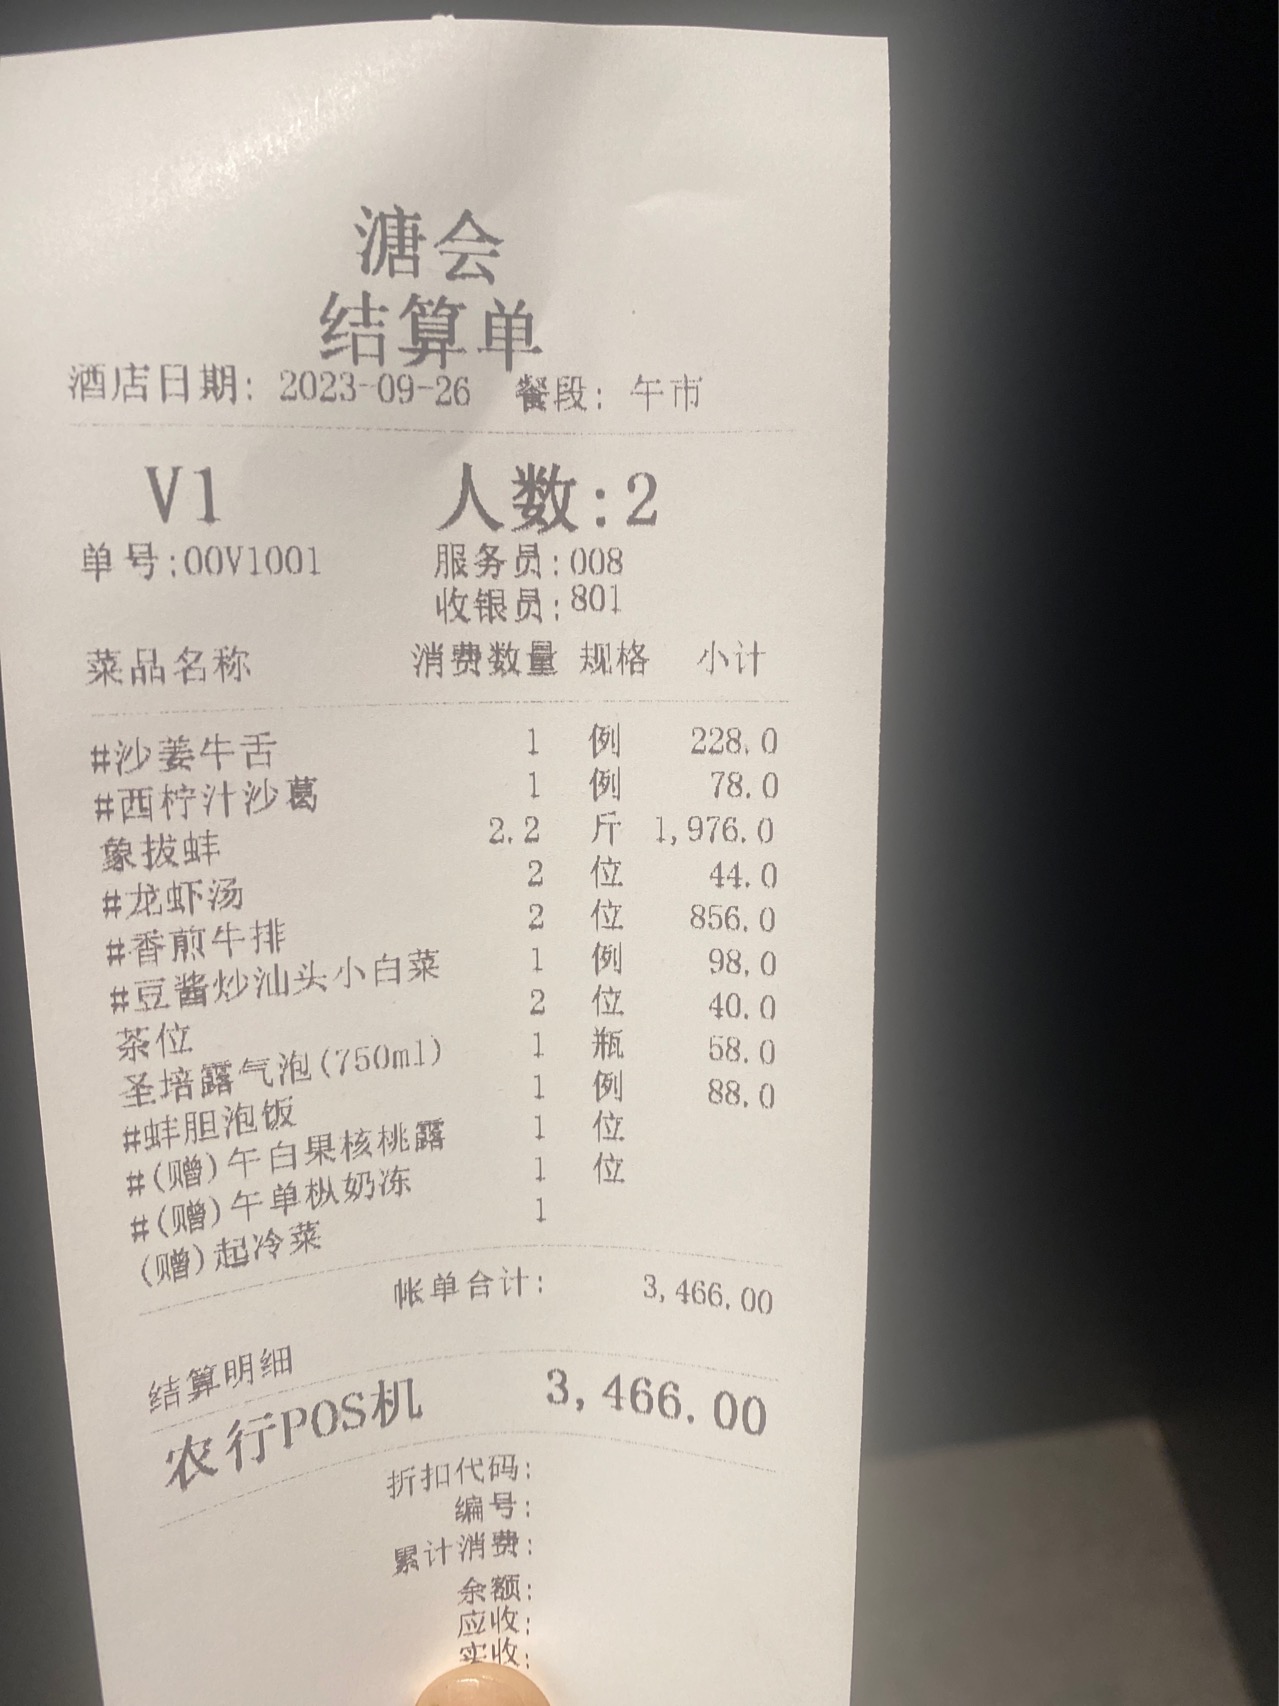 溏会
结算单
酒店日期: 2023-09-26 餐段: 午市
V1 人数:2
单号:00V1001 服务员:008
收银员:801
菜品名称 消费数量 规格 小计
#沙姜牛舌 1 例 228.0
#西柠汁沙葛 1 例 78.0
象拔蚌 2.2 斤 1,976.0
#龙虾汤 2 位 44.0
#香煎牛排 2 位 856.0
#豆酱炒汕头小白菜 1 例 98.0
茶位 2 位 40.0
圣培露气泡(750ml) 1 瓶 58.0
#蚌胆泡饭 1 例 88.0
#(赠)午白果核桃露 1 位
#(赠)午单枞奶冻 1 位
(赠)起冷菜 1
帐单合计: 3,466.00
结算明细
农行POS机 3,466.00
折扣代码:
编号:
累计消费:
余额:
应收:
实收: